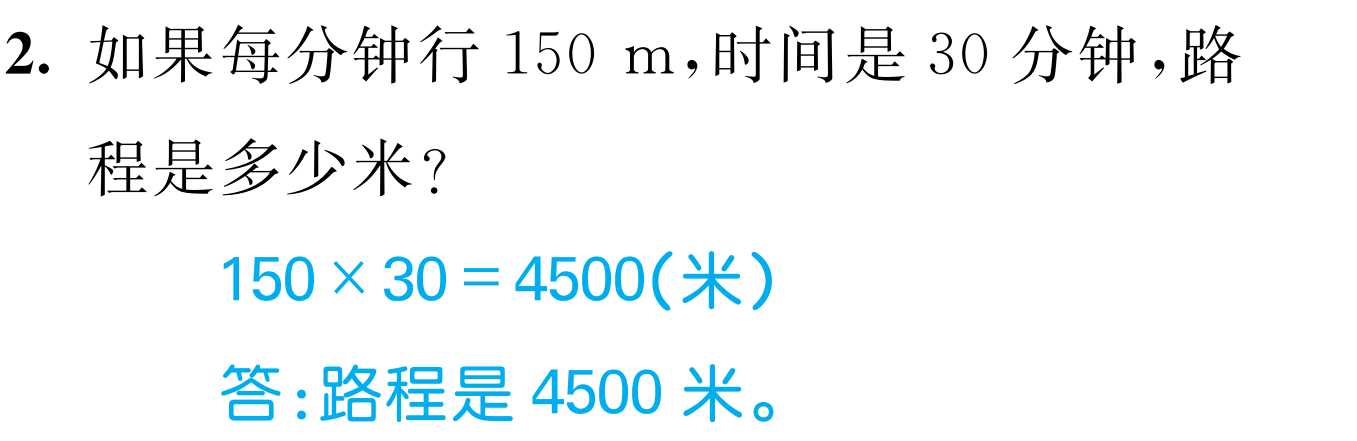 2. 如果每分钟行 150 m,时间是 30 分钟,路
程是多少米?
150×30=4500(米)
答:路程是 4500 米。